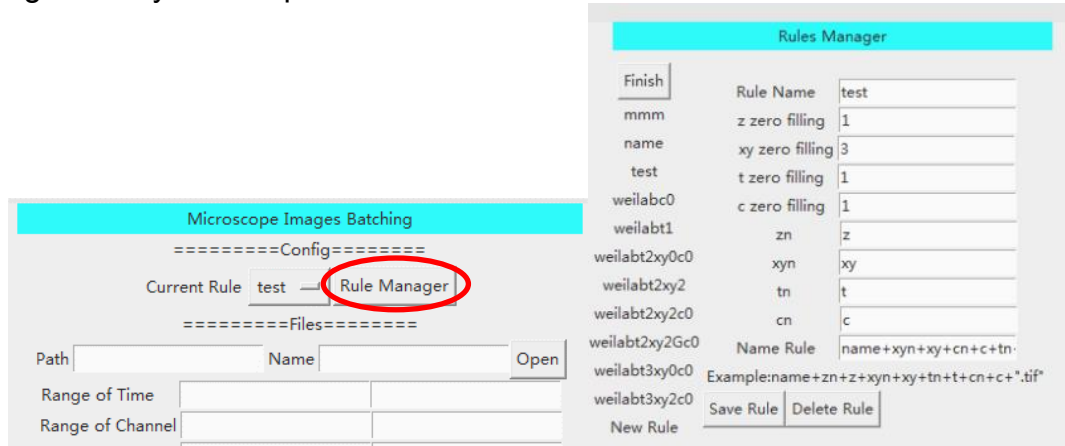 Microscope Images Batching
=========Config========
Current Rule test Rule Manager
=========Files========
Path Name Open
Range of Time
Range of Channel
Rules Manager
Finish
mmm
name
test
weilabc0
weilabt1
weilabt2xy0c0
weilabt2xy2
weilabt2xy2c0
weilabt2xy2Gc0
weilabt3xy0c0
weilabt3xy2c0
New Rule
Rule Name test
z zero filling 1
xy zero filling 3
t zero filling 1
c zero filling 1
zn z
xyn xy
tn t
cn c
Name Rule name+xyn+xy+cn+c+tn-
Example:name+zn+z+xyn+xy+tn+t+cn+c+".tif"
Save Rule Delete Rule